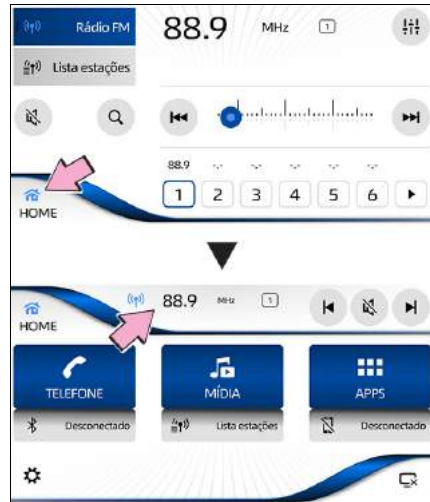 Rádio FM
88.9 MHz 1
Lista estações
88.9 -.- -.- -.- -.- -.-
1 2 3 4 5 6
HOME
HOME
88.9 MHz 1
TELEFONE MÍDIA APPS
Desconectado Lista estações Desconectado